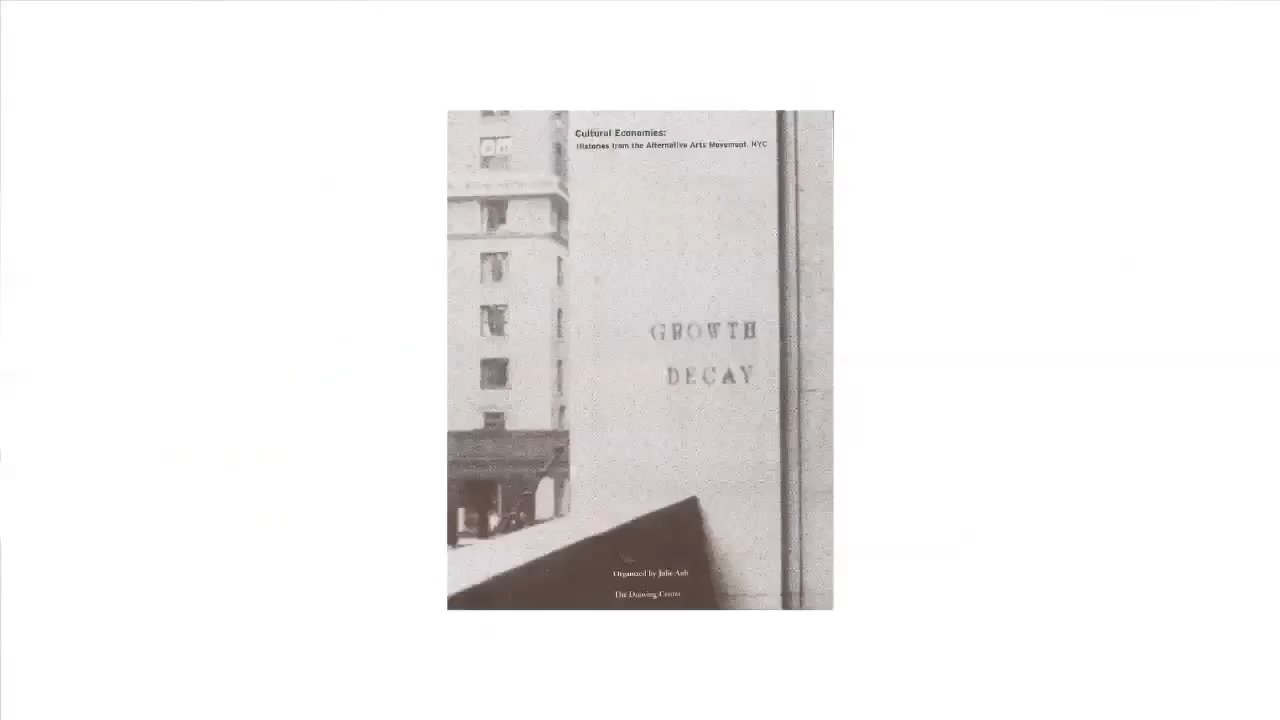 Cultural Economies:
Histories from the Alternative Arts Movement, NYC
GROWTH
DECAY
Organized by Julie Ault
The Drawing Center